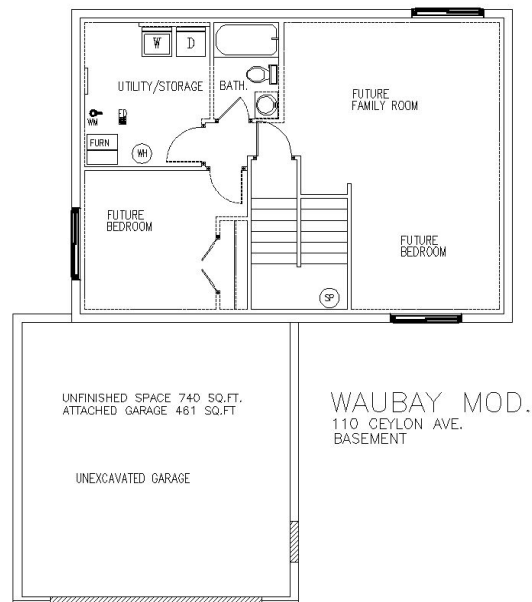 W
D
UTILITY/STORAGE
BATH.
FUTURE
FAMILY ROOM
WM
FD
FURN
WH
FUTURE
BEDROOM
FUTURE
BEDROOM
SP
UNFINISHED SPACE 740 SQ.FT.
ATTACHED GARAGE 461 SQ.FT
WAUBAY MOD.
110 CEYLON AVE.
BASEMENT
UNEXCAVATED GARAGE